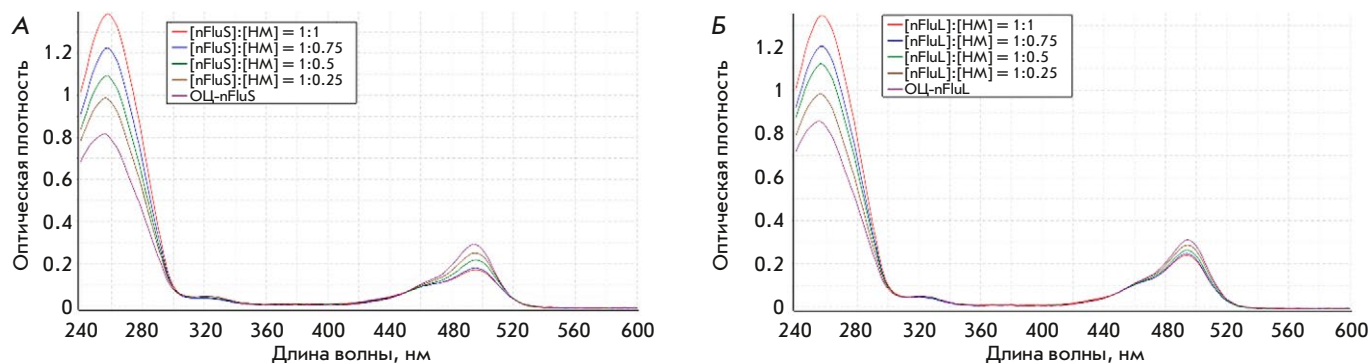 А
Оптическая плотность
1.2
1
0.8
0.6
0.4
0.2
0
[nFluS]:[НМ] = 1:1
[nFluS]:[НМ] = 1:0.75
[nFluS]:[НМ] = 1:0.5
[nFluS]:[НМ] = 1:0.25
ОЦ-nFluS
240 280 320 360 400 440 480 520 560 600
Длина волны, нм
Б
Оптическая плотность
1.2
1
0.8
0.6
0.4
0.2
0
[nFluL]:[НМ] = 1:1
[nFluL]:[НМ] = 1:0.75
[nFluL]:[НМ] = 1:0.5
[nFluL]:[НМ] = 1:0.25
ОЦ-nFluL
240 280 320 360 400 440 480 520 560 600
Длина волны, нм